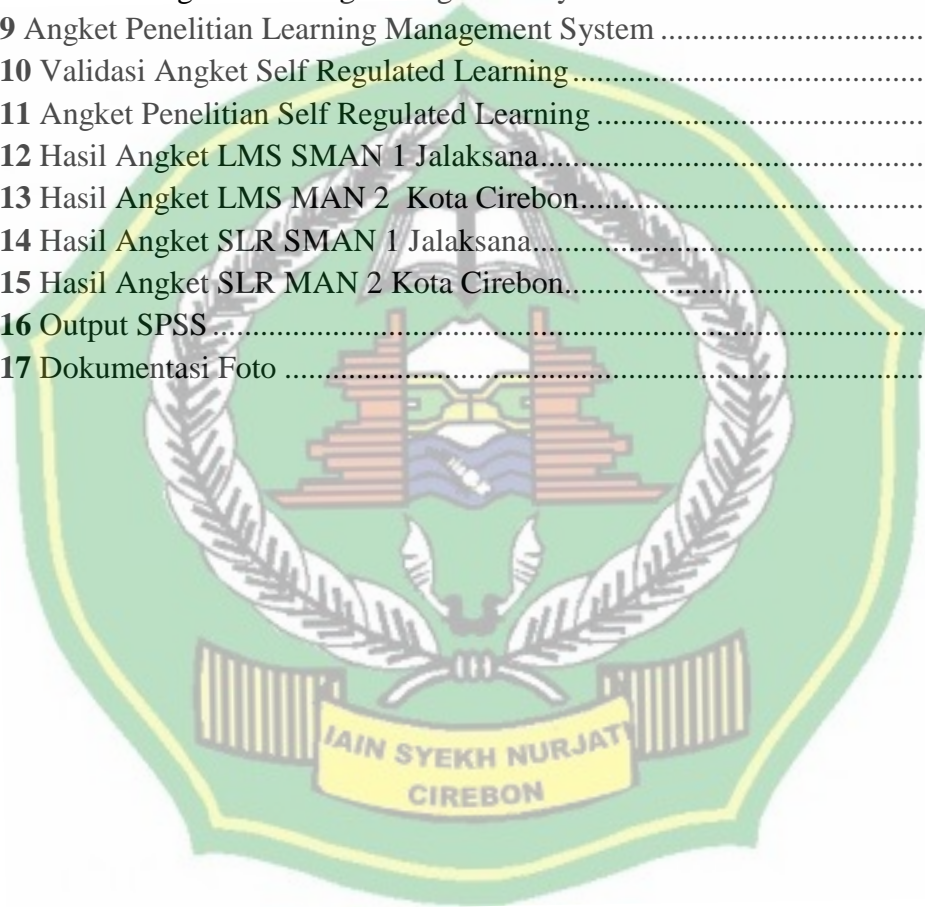 9 Angket Penelitian Learning Management System ......................................
10 Validasi Angket Self Regulated Learning ..................................................
11 Angket Penelitian Self Regulated Learning ..............................................
12 Hasil Angket LMS SMAN 1 Jalaksana......................................................
13 Hasil Angket LMS MAN 2  Kota Cirebon.................................................
14 Hasil Angket SLR SMAN 1 Jalaksana.......................................................
15 Hasil Angket SLR MAN 2 Kota Cirebon...................................................
16 Output SPSS ...............................................................................................
17 Dokumentasi Foto ......................................................................................
IAIN SYEKH NURJATI
CIREBON